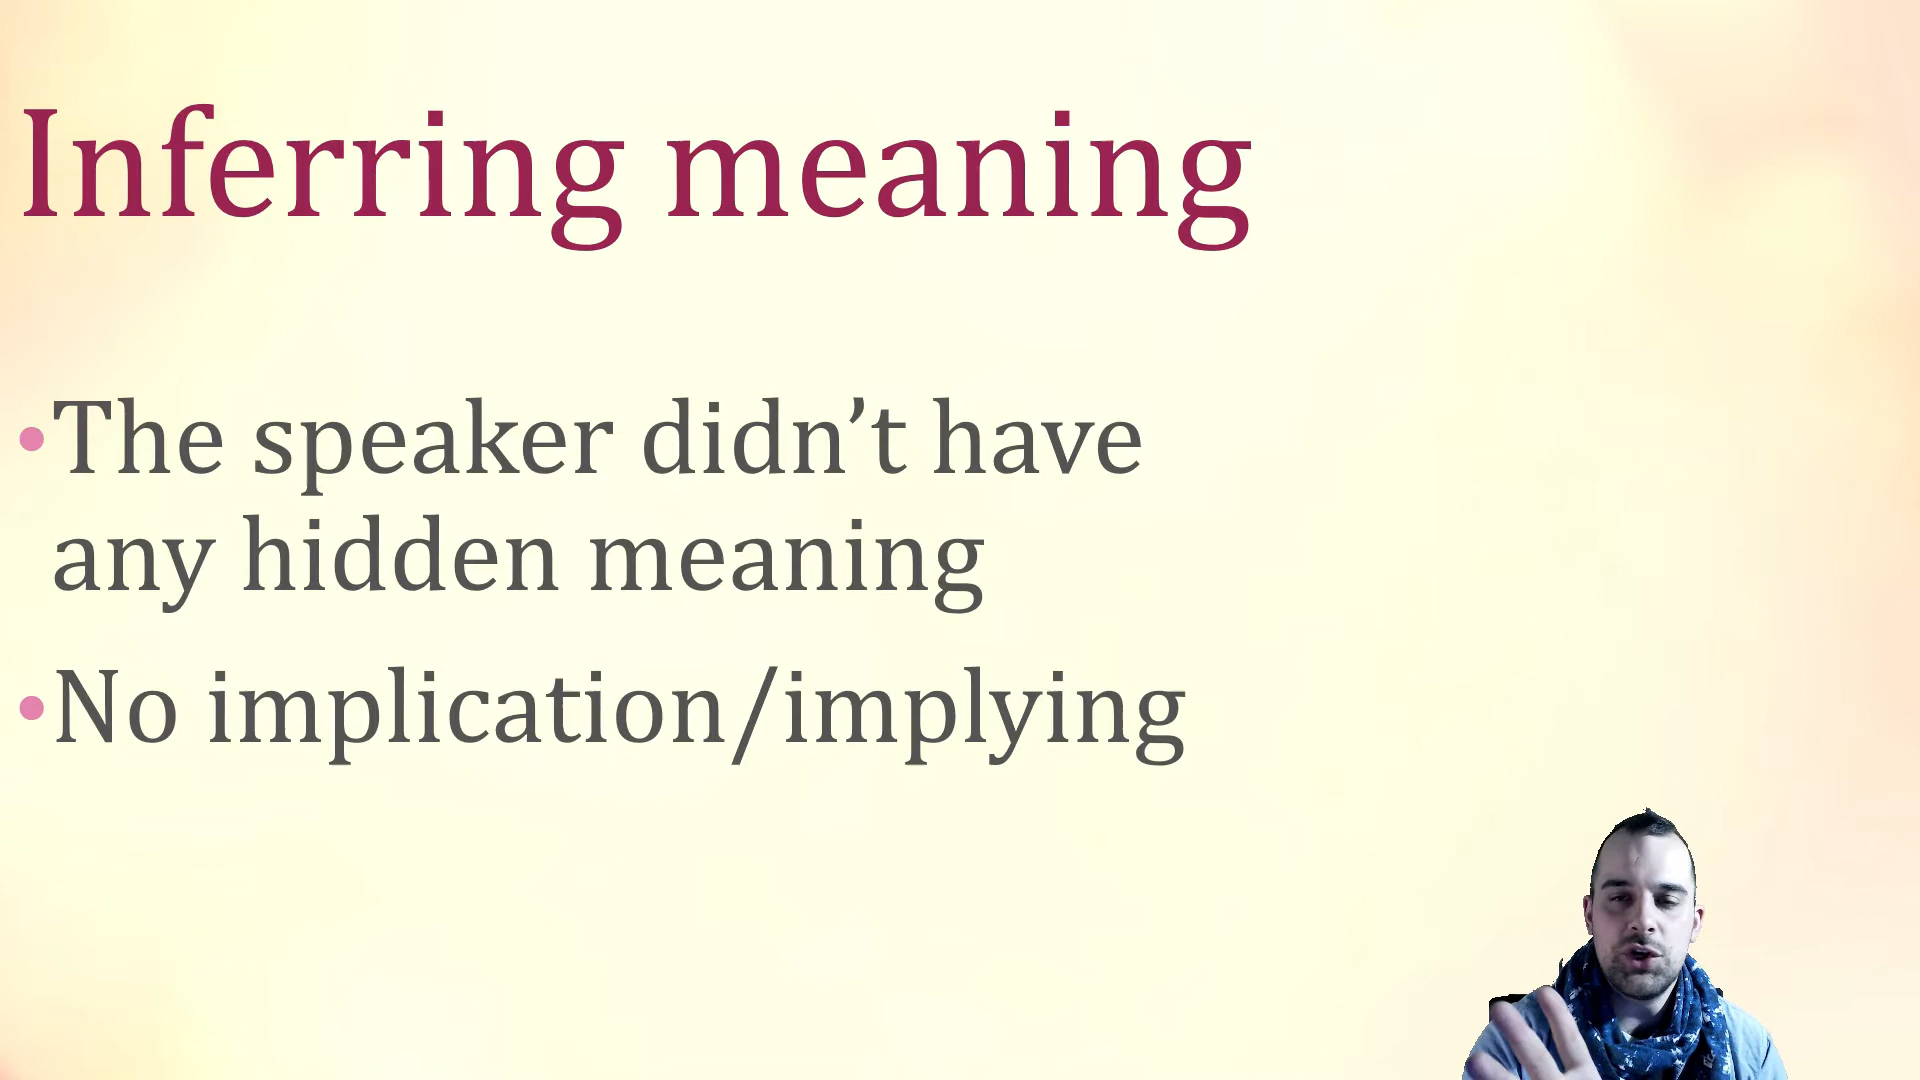 Inferring meaning
•The speaker didn’t have
any hidden meaning
•No implication/implying